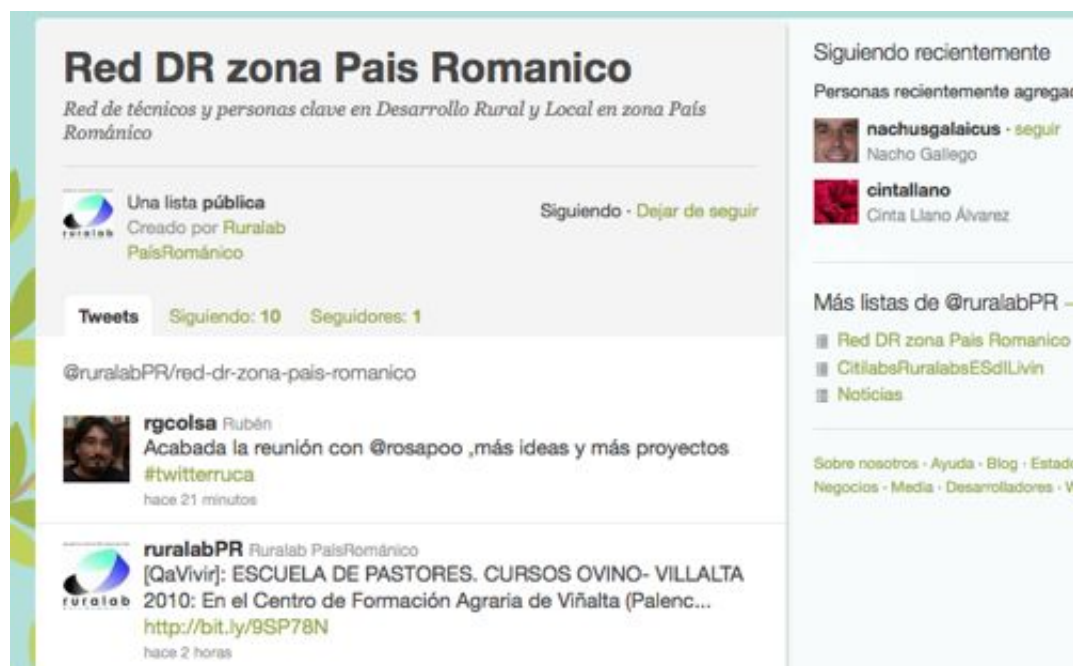 Red DR zona Pais Romanico
Red de técnicos y personas clave en Desarrollo Rural y Local en zona País
Románico
Una lista pública
Creado por Ruralab
PaísRománico
Siguiendo · Dejar de seguir
ruralab
Tweets
Siguiendo: 10
Seguidores: 1
@ruralabPR/red-dr-zona-pais-romanico
rgcolsa Rubén
Acabada la reunión con @rosapoo ,más ideas y más proyectos
#twitterruca
hace 21 minutos
ruralabPR Ruralab PaísRománico
[QaVivir]: ESCUELA DE PASTORES. CURSOS OVINO- VILLALTA
2010: En el Centro de Formación Agraria de Viñalta (Palenc...
http://bit.ly/9SP78N
hace 2 horas
ruralab
Siguiendo recientemente
Personas recientemente agregad
nachusgalaicus · seguir
Nacho Gallego
cintallano
Cinta Llano Álvarez
Más listas de @ruralabPR –
Red DR zona Pais Romanico
CitilabsRuralabsESdILivin
Noticias
Sobre nosotros · Ayuda · Blog · Estado
Negocios · Media · Desarrolladores · W